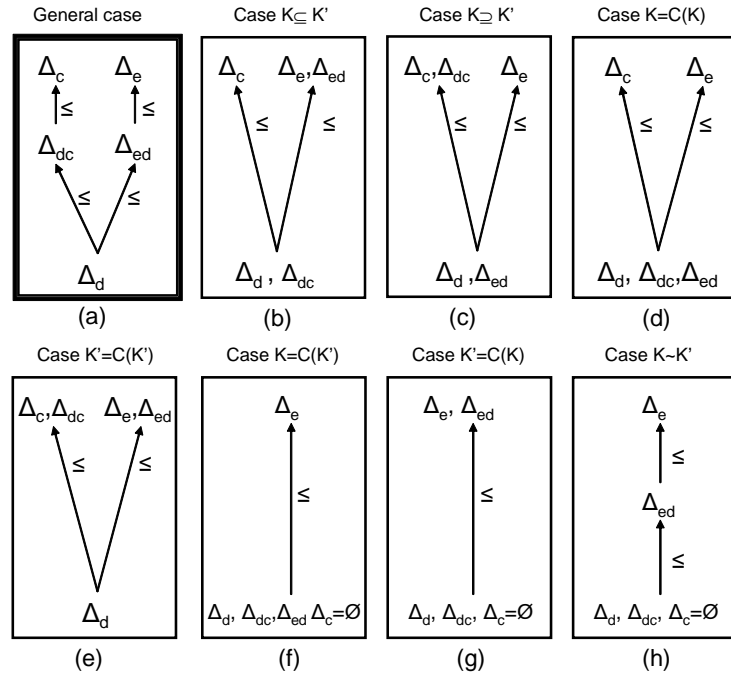 General case
Case K⊆ K’
Case K⊇ K’
Case K=C(K)
Δc Δe
≤ ≤
Δdc Δed
≤ ≤
Δd
(a)
Δc Δe,Δed
≤ ≤
Δd , Δdc
(b)
Δc,Δdc Δe
≤ ≤
Δd ,Δed
(c)
Δc Δe
≤ ≤
Δd, Δdc,Δed
(d)
Case K’=C(K’)
Case K=C(K’)
Case K’=C(K)
Case K~K’
Δc,Δdc Δe,Δed
≤ ≤
Δd
(e)
Δe
≤
Δd, Δdc,Δed Δc=Ø
(f)
Δe, Δed
≤
Δd, Δdc, Δc=Ø
(g)
Δe
≤
Δed
≤
Δd, Δdc, Δc=Ø
(h)